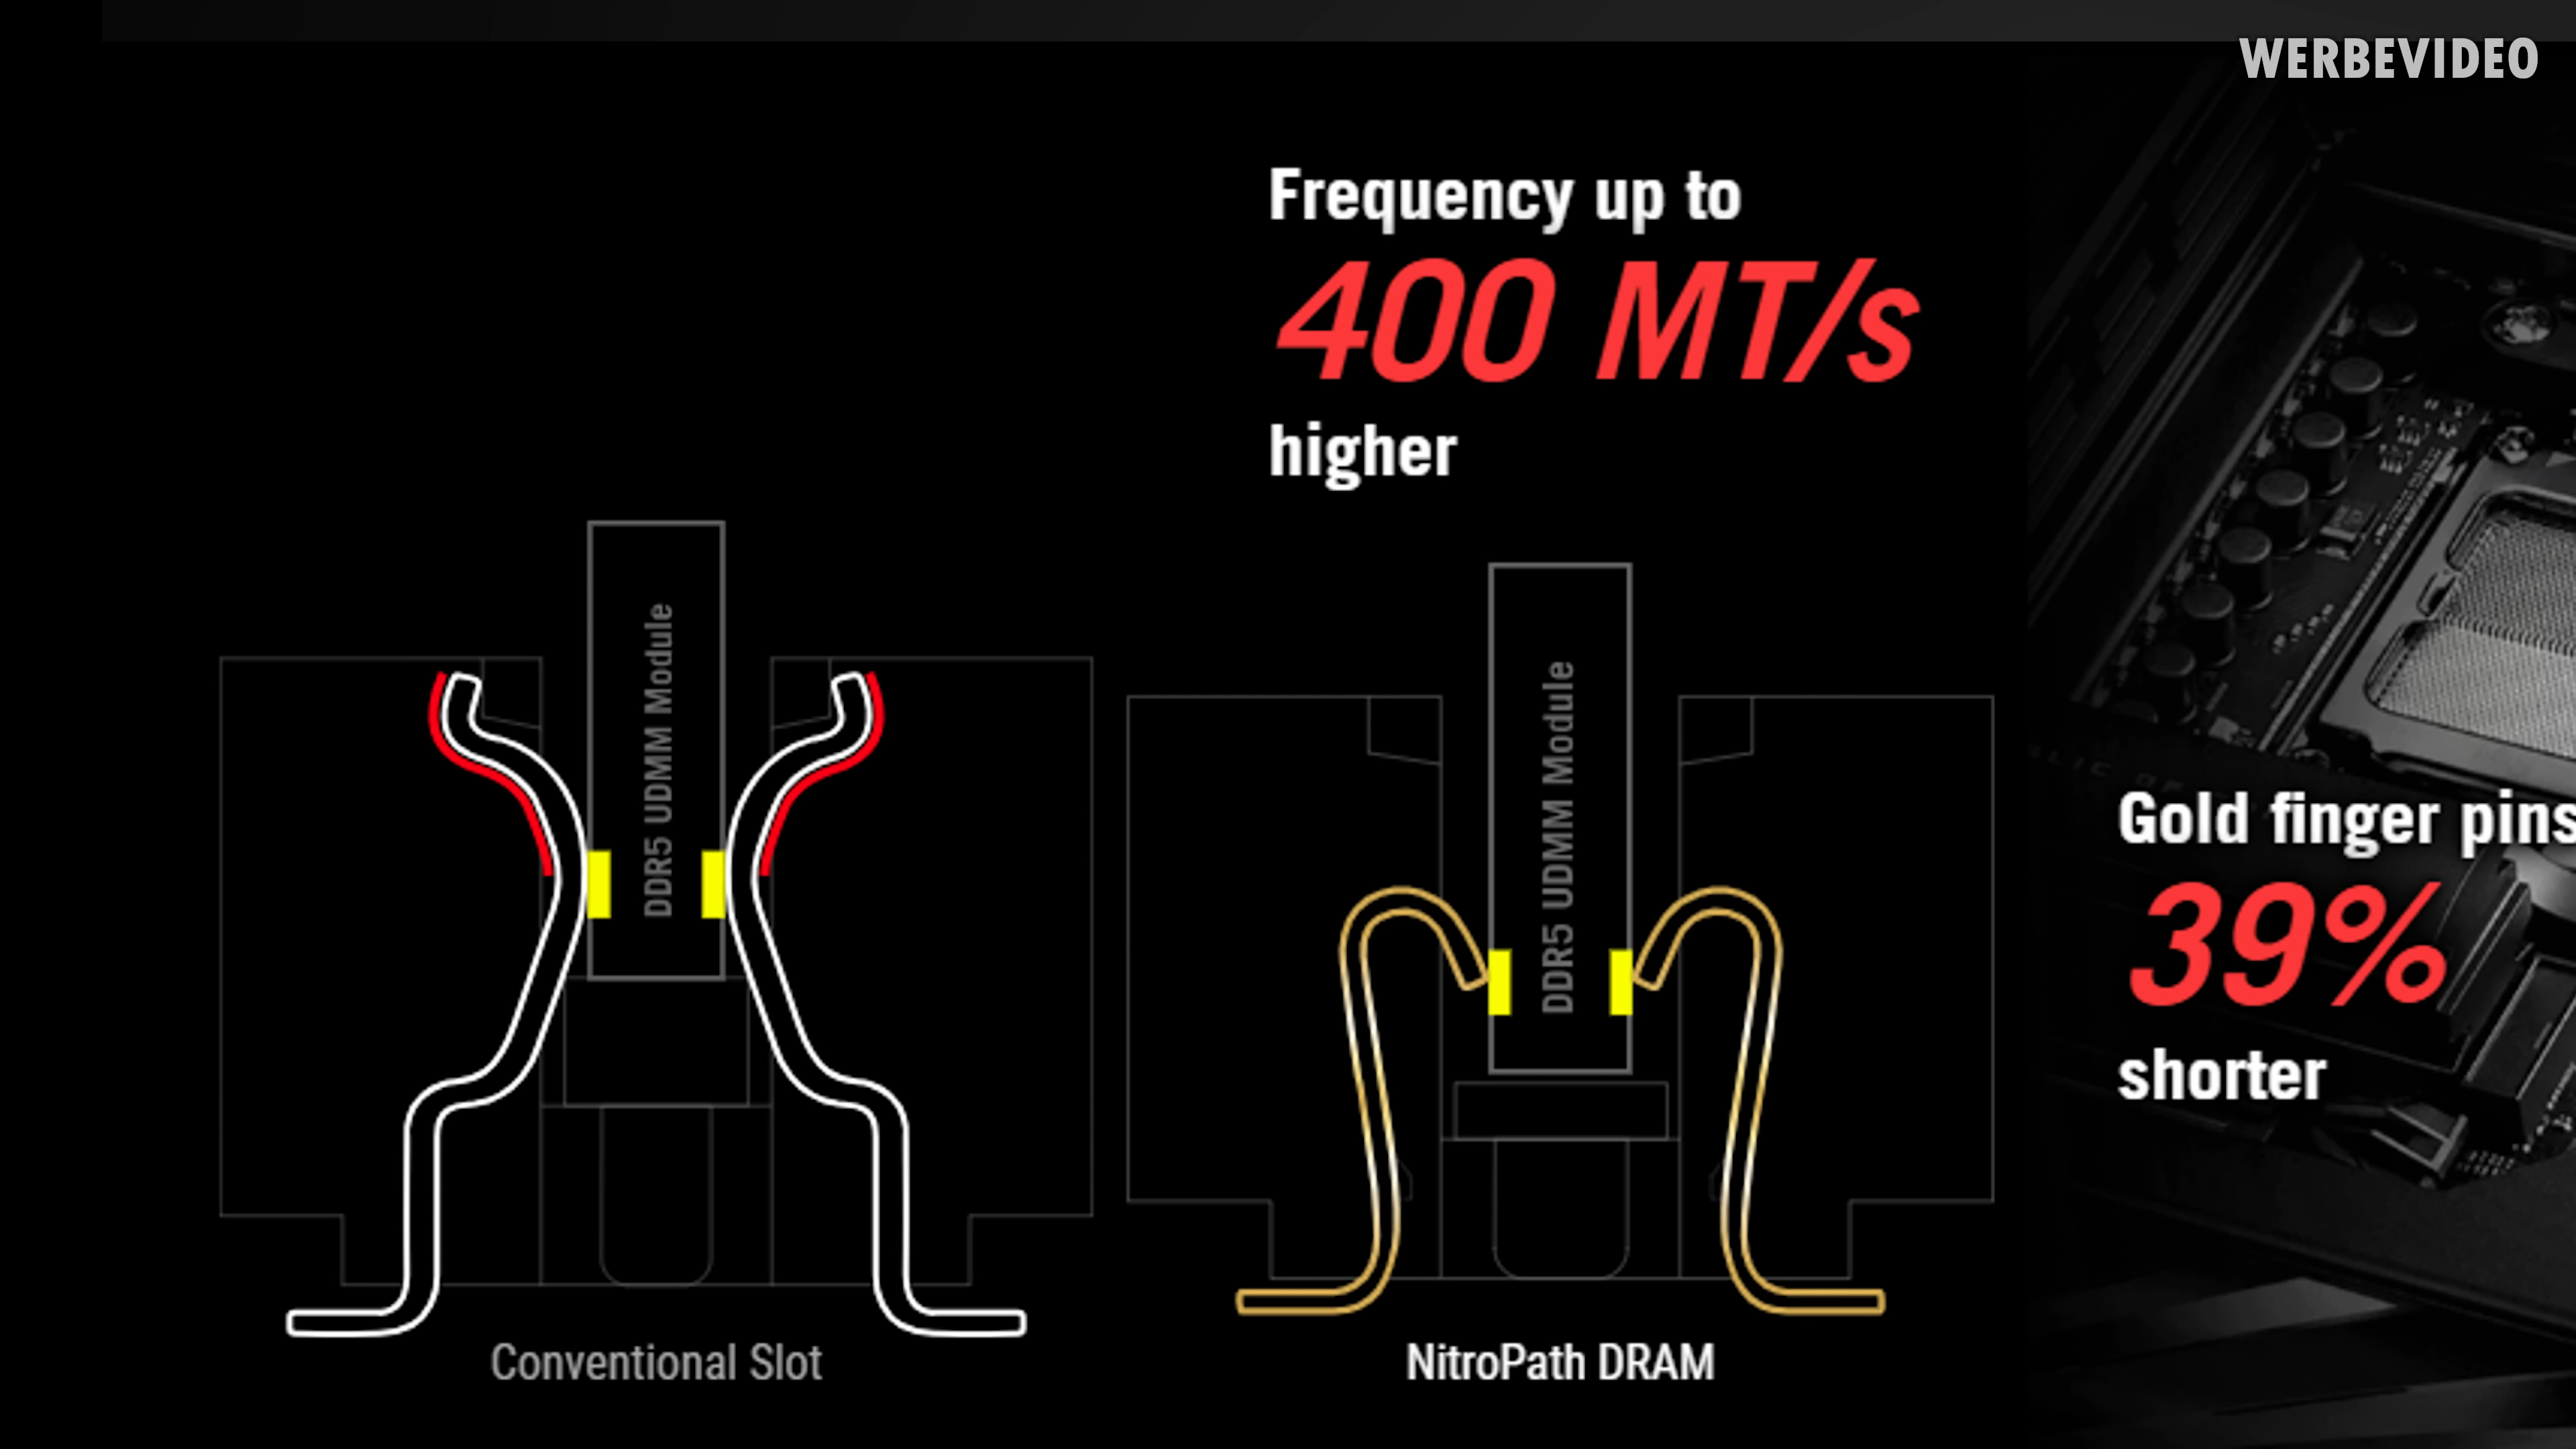 WERBEVIDEO
Frequency up to
400 MT/s
higher
DDR5 UDMM Module
DDR5 UDMM Module
Gold finger pins
39%
shorter
Conventional Slot
NitroPath DRAM